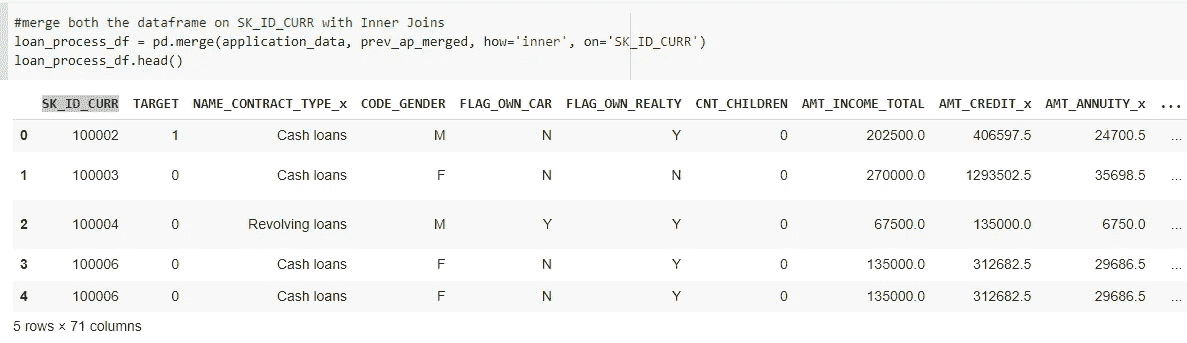 #merge both the dataframe on SK_ID_CURR with Inner Joins
loan_process_df = pd.merge(application_data, prev_ap_merged, how='inner', on='SK_ID_CURR')
loan_process_df.head()
SK_ID_CURR TARGET NAME_CONTRACT_TYPE_x CODE_GENDER FLAG_OWN_CAR FLAG_OWN_REALTY CNT_CHILDREN AMT_INCOME_TOTAL AMT_CREDIT_x AMT_ANNUITY_x ...
0 100002 1 Cash loans M N Y 0 202500.0 406597.5 24700.5 ...
1 100003 0 Cash loans F N N 0 270000.0 1293502.5 35698.5 ...
2 100004 0 Revolving loans M Y Y 0 67500.0 135000.0 6750.0 ...
3 100006 0 Cash loans F N Y 0 135000.0 312682.5 29686.5 ...
4 100006 0 Cash loans F N Y 0 135000.0 312682.5 29686.5 ...
5 rows × 71 columns